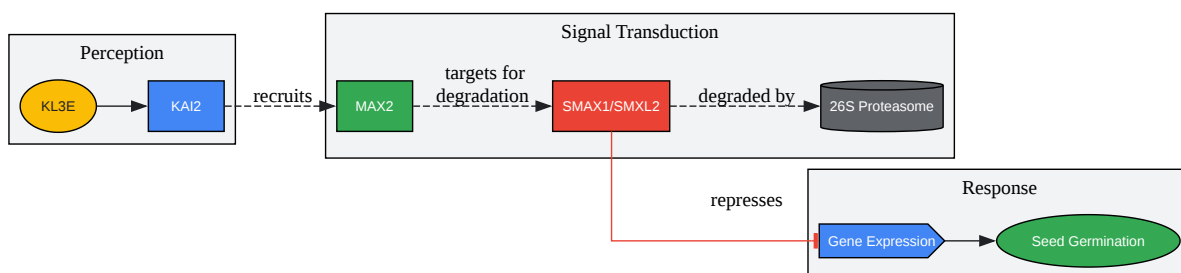 Signal Transduction
Perception
KL3E
KAI2
recruits
MAX2
targets for
degradation
SMAX1/SMXL2
degraded by
26S Proteasome
represses
Response
Gene Expression
Seed Germination